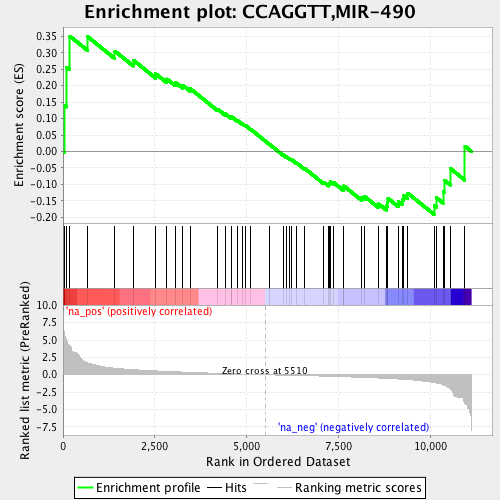 Enrichment plot: CCAGGTT,MIR-490
Enrichment score (ES)
0.35
0.30
0.25
0.20
0.15
0.10
0.05
0.00
-0.05
-0.10
-0.15
-0.20
'na_pos' (positively correlated)
Ranked list metric (PreRanked)
10.0
7.5
5.0
2.5
0.0
-2.5
-5.0
-7.5
Zero cross at 5510
'na_neg' (negatively correlated)
0
2,500
5,000
7,500
10,000
Rank in Ordered Dataset
Enrichment profile
Hits
Ranking metric scores